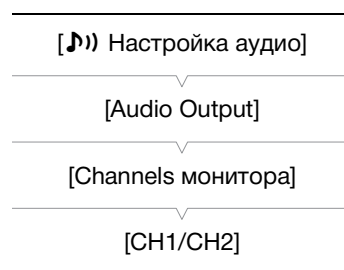 [♪)) Настройка аудио]
[Audio Output]
[Channels монитора]
[CH1/CH2]